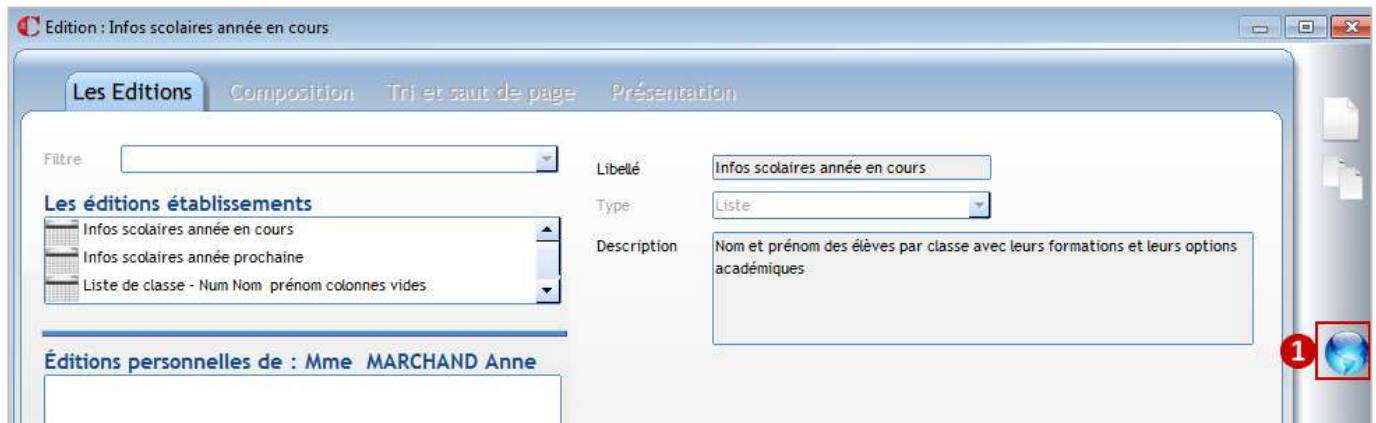 Edition : Infos scolaires année en cours
Les Editions Composition Tri et saut de page Présentation
Filtre
Les éditions établissements
Infos scolaires année en cours
Infos scolaires année prochaine
Liste de classe - Num Nom prénom colonnes vides
Éditions personnelles de : Mme MARCHAND Anne
Libellé Infos scolaires année en cours
Type Liste
Description Nom et prénom des élèves par classe avec leurs formations et leurs options
académiques
1